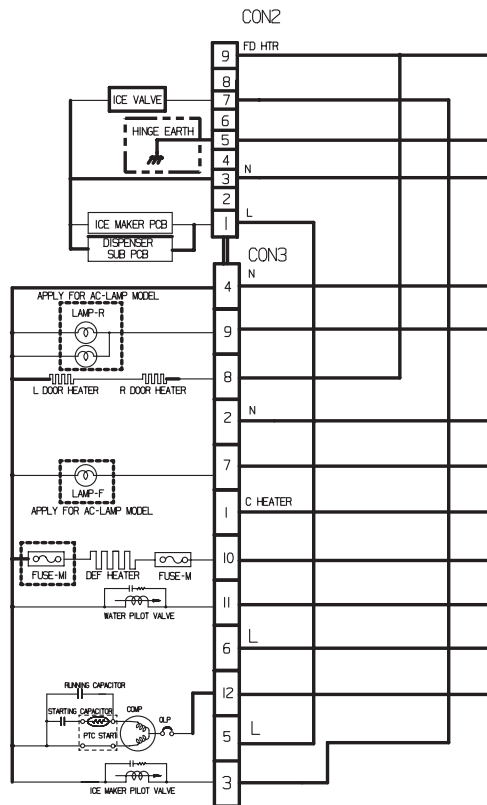 CON2
9 FD HTR
8
ICE VALVE 7
6
HINGE EARTH 5
4
3 N
2
ICE MAKER PCB 1 L
DISPENSER
SUB PCB
CON3
4 N
APPLY FOR AC-LAMP MODEL
LAMP-R 9
8
L DOOR HEATER R DOOR HEATER
2 N
7
LAMP-F
APPLY FOR AC-LAMP MODEL
1 C HEATER
10
FUSE-M1 DEF HEATER FUSE-M
11
WATER PILOT VALVE
6 L
RUNNING CAPACITOR
12
STARTING CAPACITOR COMP OLP
PTC START
5 L
3
ICE MAKER PILOT VALVE